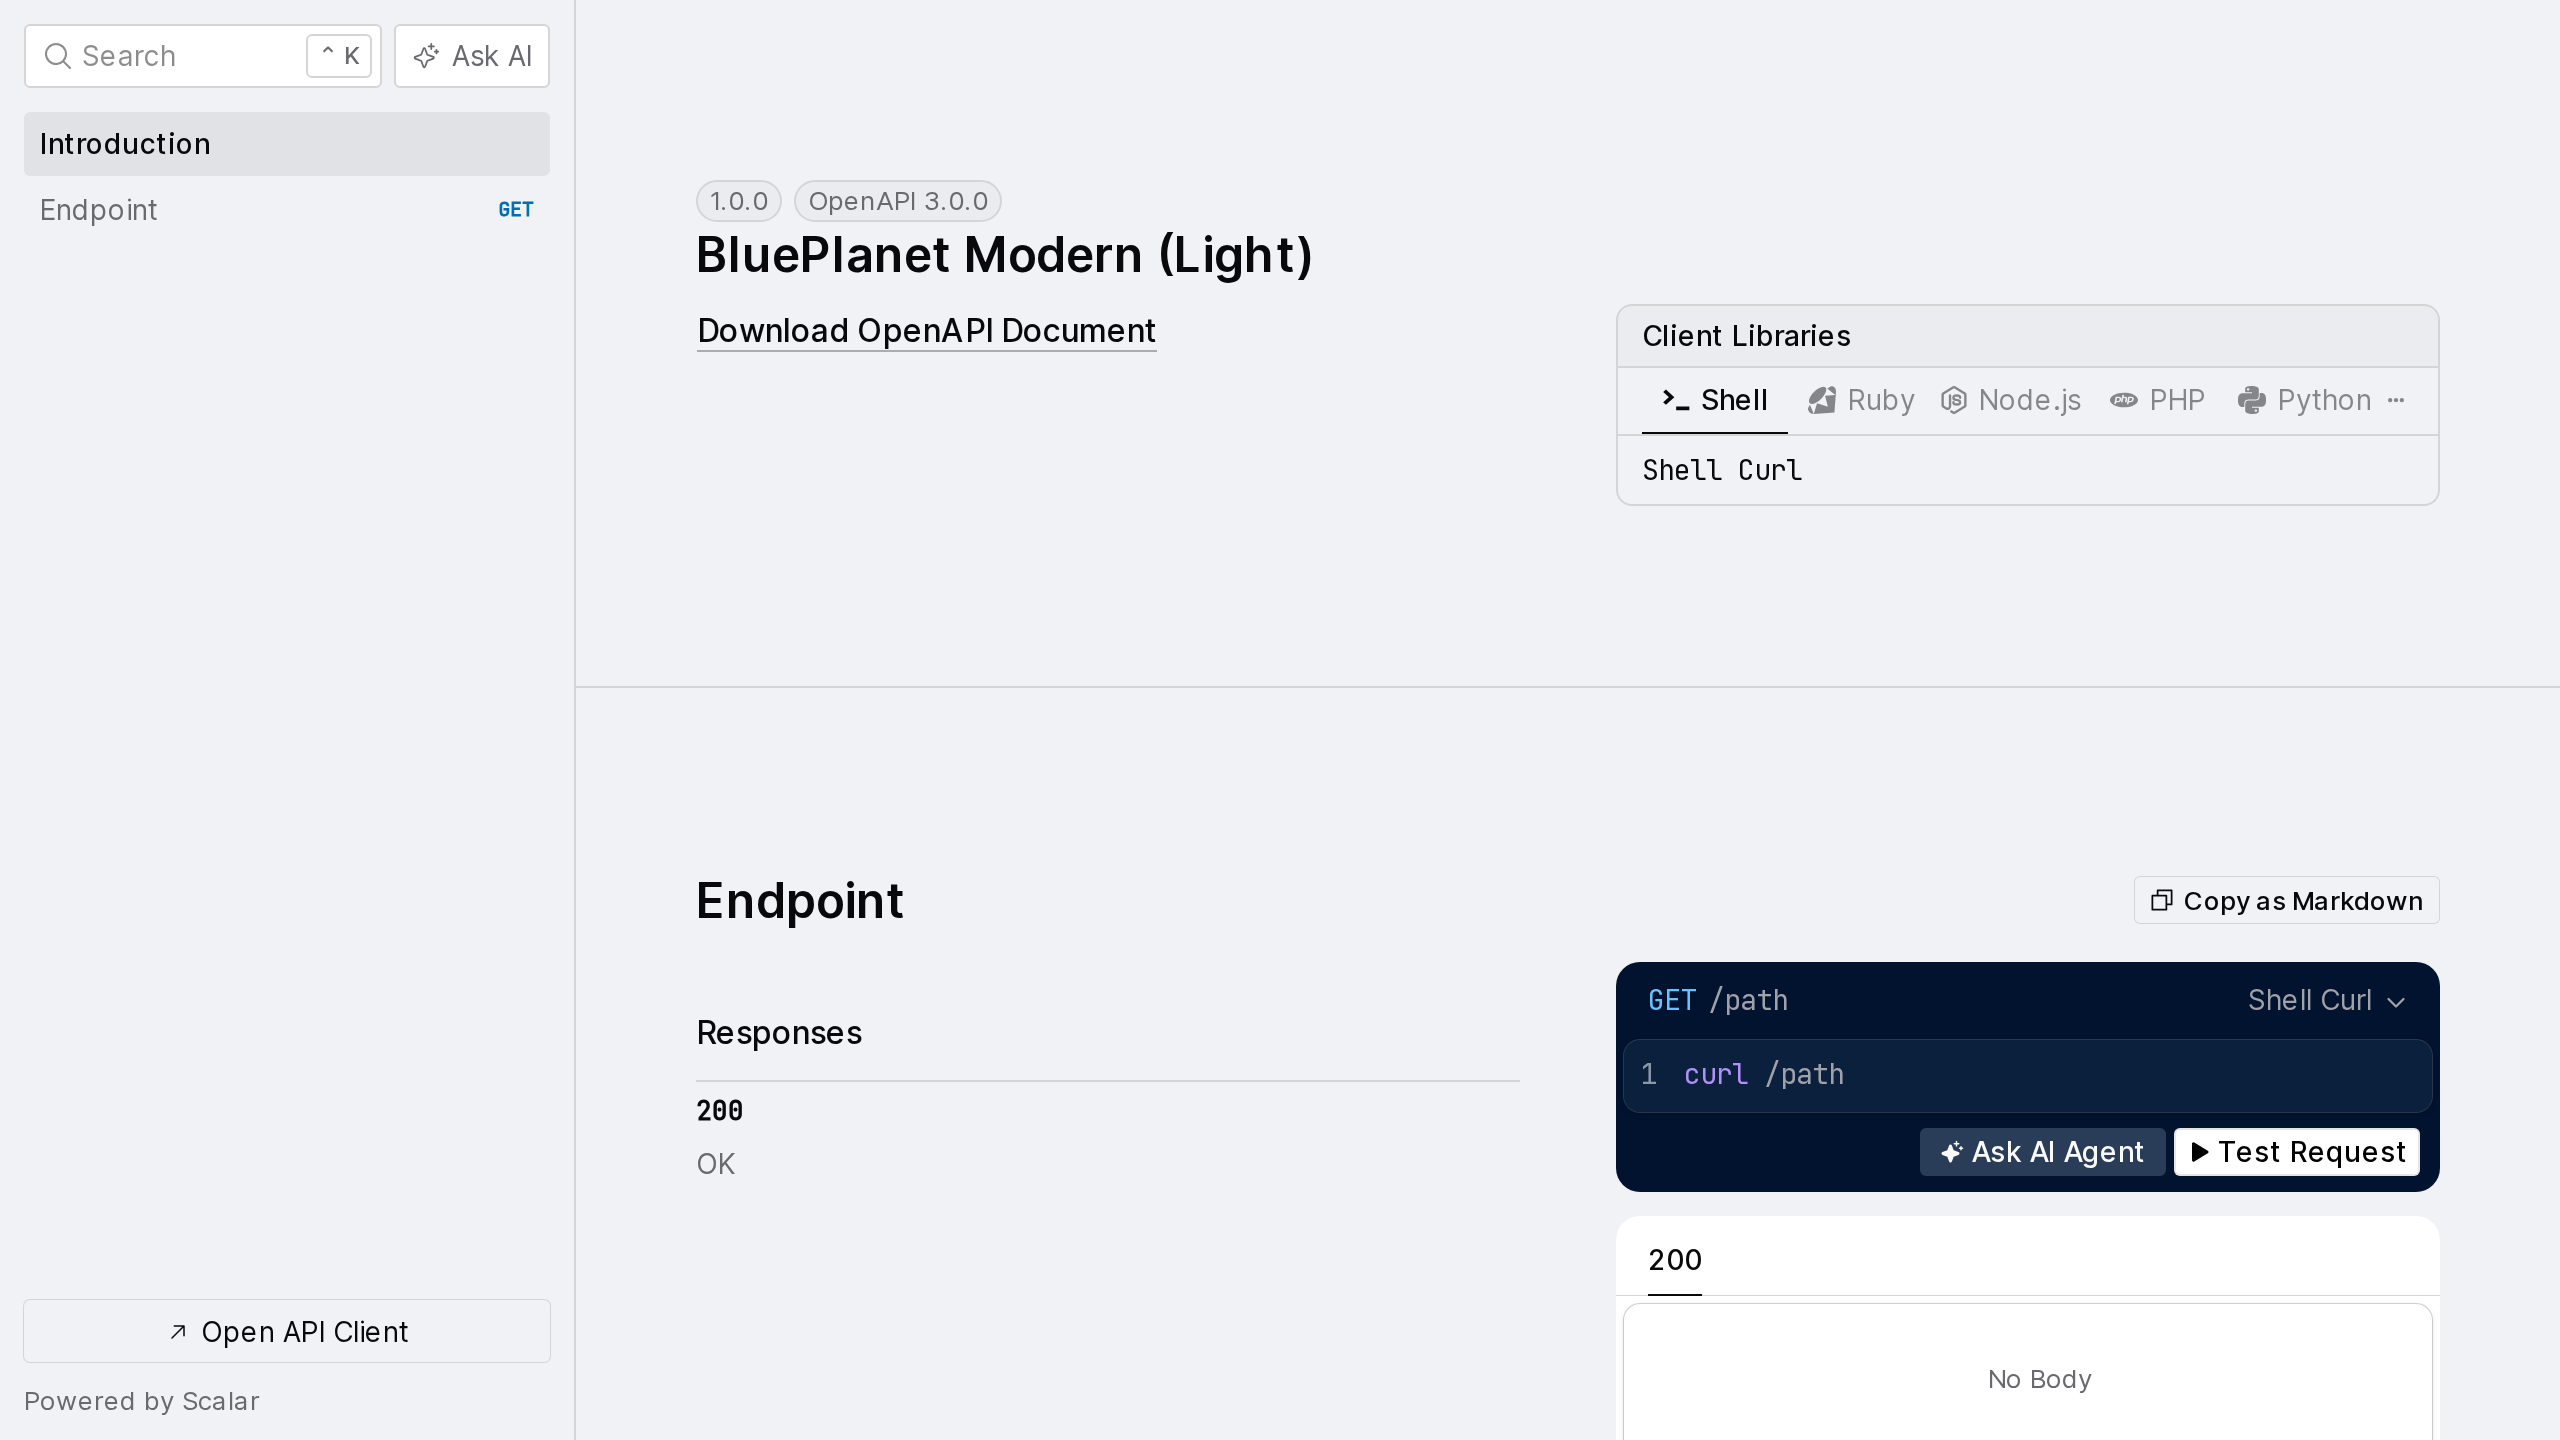 Search
⌃ K
Ask AI
Introduction
Endpoint
GET
Open API Client
Powered by Scalar
1.0.0
OpenAPI 3.0.0
BluePlanet Modern (Light)
Download OpenAPI Document
Client Libraries
Shell
Ruby
Node.js
PHP
Python
Shell Curl
Endpoint
Copy as Markdown
Responses
200
OK
GET /path
Shell Curl
1 curl /path
Ask AI Agent
Test Request
200
No Body